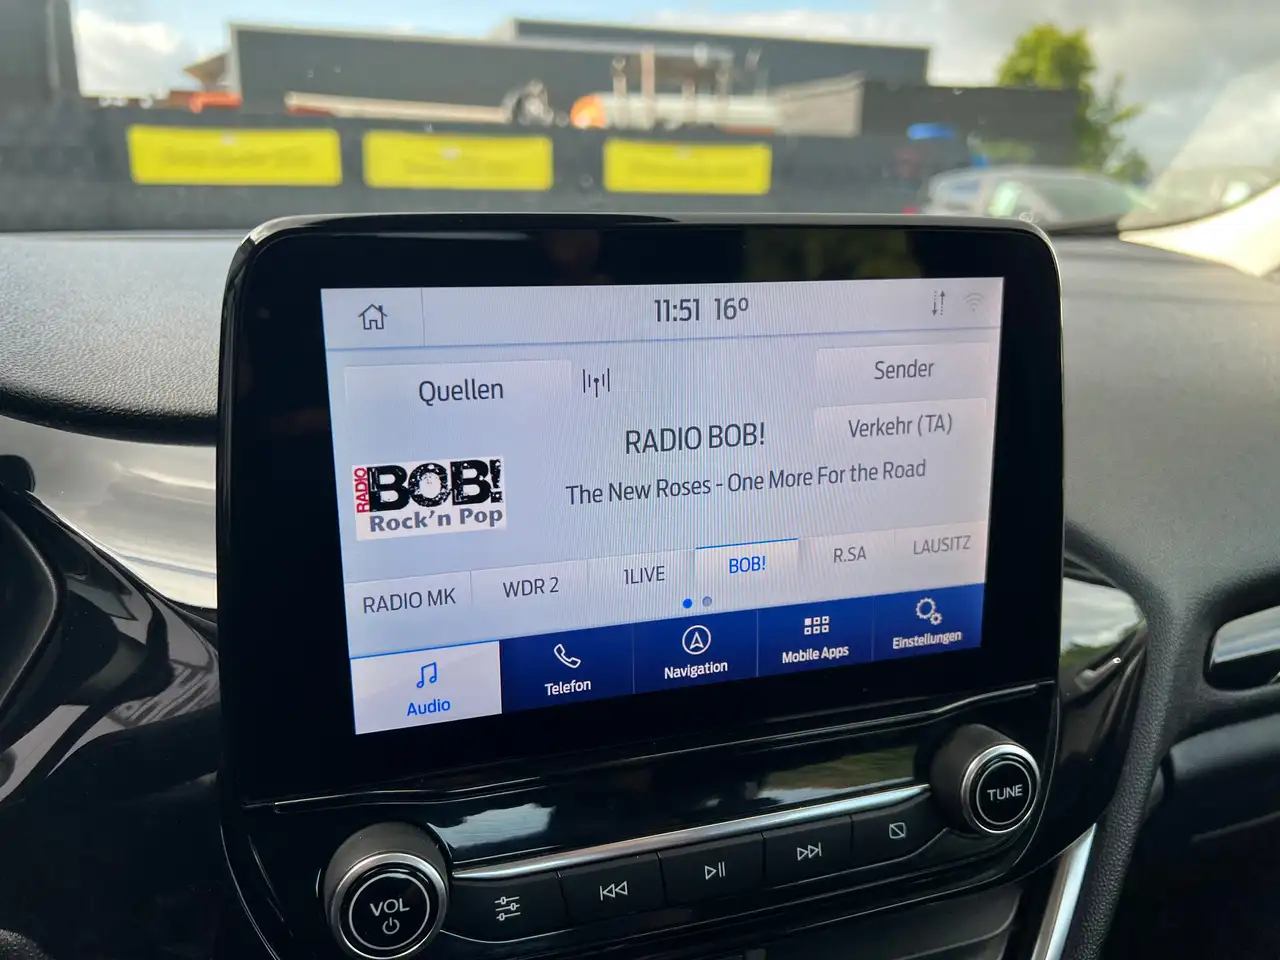 11:51 16°
Quellen
Sender
RADIO BOB!
Verkehr (TA)
The New Roses - One More For the Road
RADIO
BOB!
Rock'n Pop
RADIO MK
WDR 2
1LIVE
BOB!
R.SA
LAUSITZ
Audio
Telefon
Navigation
Mobile Apps
Einstellungen
VOL
TUNE